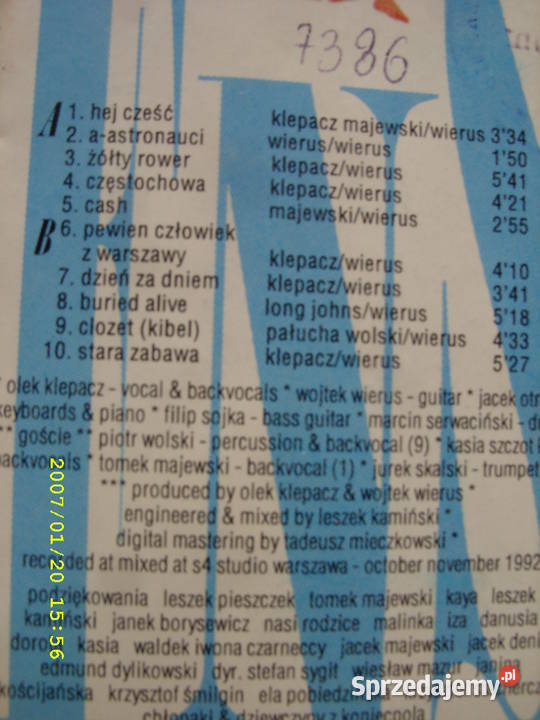 7386
A 1. hej cześć klepacz majewski/wierus 3'34
2. a-astronauci wierus/wierus 1'50
3. żółty rower klepacz/wierus 5'41
4. częstochowa klepacz/wierus 4'21
5. cash majewski/wierus 2'55
B 6. pewien człowiek
z warszawy klepacz/wierus 4'10
7. dzień za dniem klepacz/wierus 3'41
8. buried alive long johns/wierus 5'18
9. clozet (kibel) pałucha wolski/wierus 4'33
10. stara zabawa klepacz/wierus 5'27
* olek klepacz - vocal & backvocals * wojtek wierus - guitar * jacek otr
keyboards & piano * filip sojka - bass guitar * marcin serwaciński - d
** goście ** piotr wolski - percussion & backvocal (9) * kasia szczot
backvocals * tomek majewski - backvocal (1) * jurek skalski - trumpet
*** produced by olek klepacz & wojtek wierus *
engineered & mixed by leszek kamiński *
digital mastering by tadeusz mieczkowski *
recorded at mixed at s4 studio warszawa - october november 1992
podziękowania leszek pieszczek tomek majewski kaya leszek
kamiński janek borysewicz nasi rodzice malinka iza danusia
dorota kasia waldek iwona czarneccy jacek majewski jacek deni
edmund dylikowski dyr. stefan sygit wiesław mazur janina
kościjańska krzysztof śmilgin ela pobiedzin
chłopaki & dziewczyny z koniecpola
2007/01/20 15:56
Sprzedajemy.pl